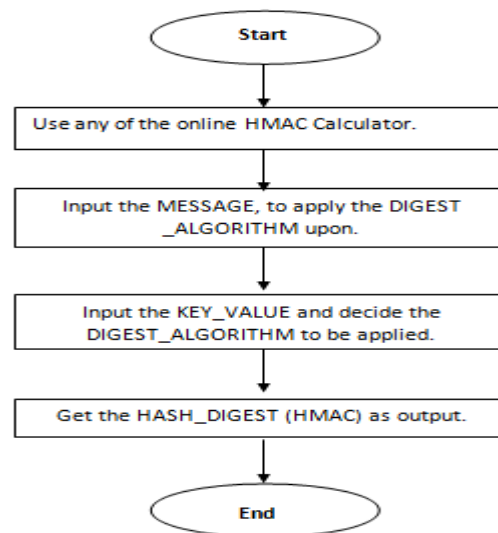 Start
Use any of the online HMAC Calculator.
Input the MESSAGE, to apply the DIGEST
_ALGORITHM upon.
Input the KEY_VALUE and decide the
DIGEST_ALGORITHM to be applied.
Get the HASH_DIGEST (HMAC) as output.
End